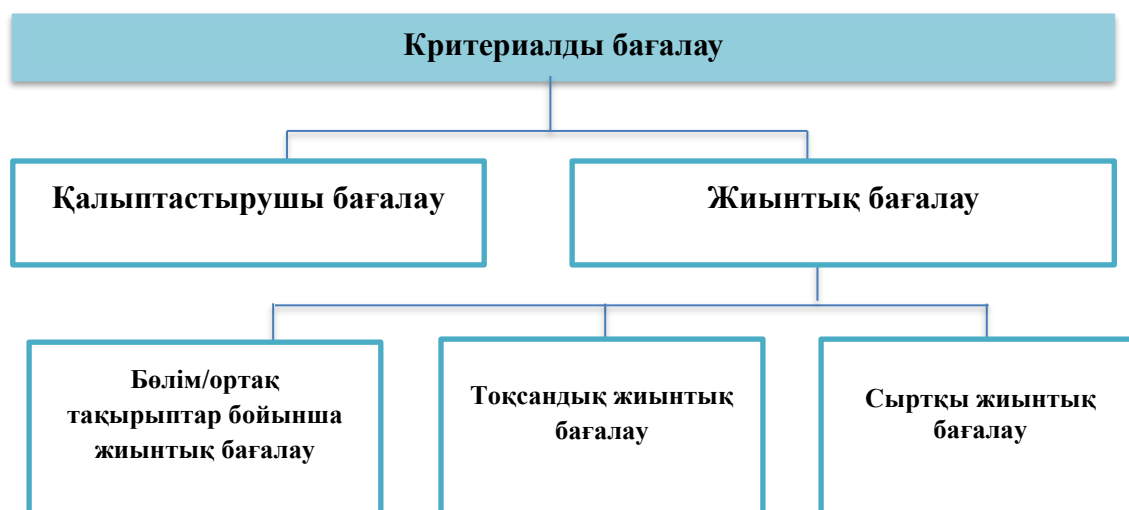 Критериалды бағалау
Қалыптастырушы бағалау
Жиынтық бағалау
Бөлім/ортақ
тақырыптар бойынша
жиынтық бағалау
Тоқсандық жиынтық
бағалау
Сыртқы жиынтық
бағалау